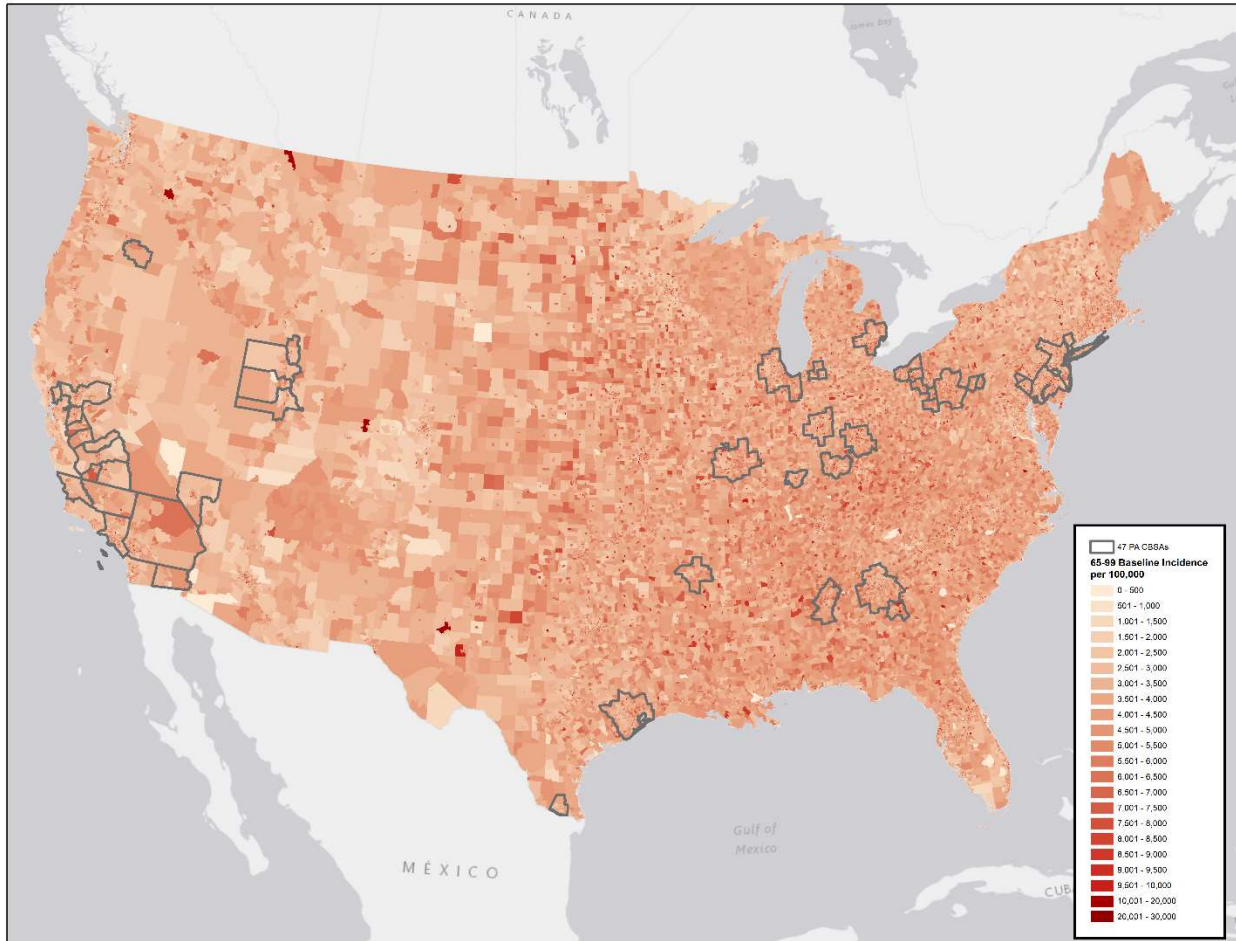 CANADA
James Bay
MÉXICO
Gulf of
Mexico
47 PA CBSAs
65-99 Baseline Incidence
per 100,000
0 - 500
501 - 1,000
1,001 - 1,500
1,501 - 2,000
2,001 - 2,500
2,501 - 3,000
3,001 - 3,500
3,501 - 4,000
4,001 - 4,500
4,501 - 5,000
5,001 - 5,500
5,501 - 6,000
6,001 - 6,500
6,501 - 7,000
7,001 - 7,500
7,501 - 8,000
8,001 - 8,500
8,501 - 9,000
9,001 - 9,500
9,501 - 10,000
10,001 - 20,000
20,001 - 30,000